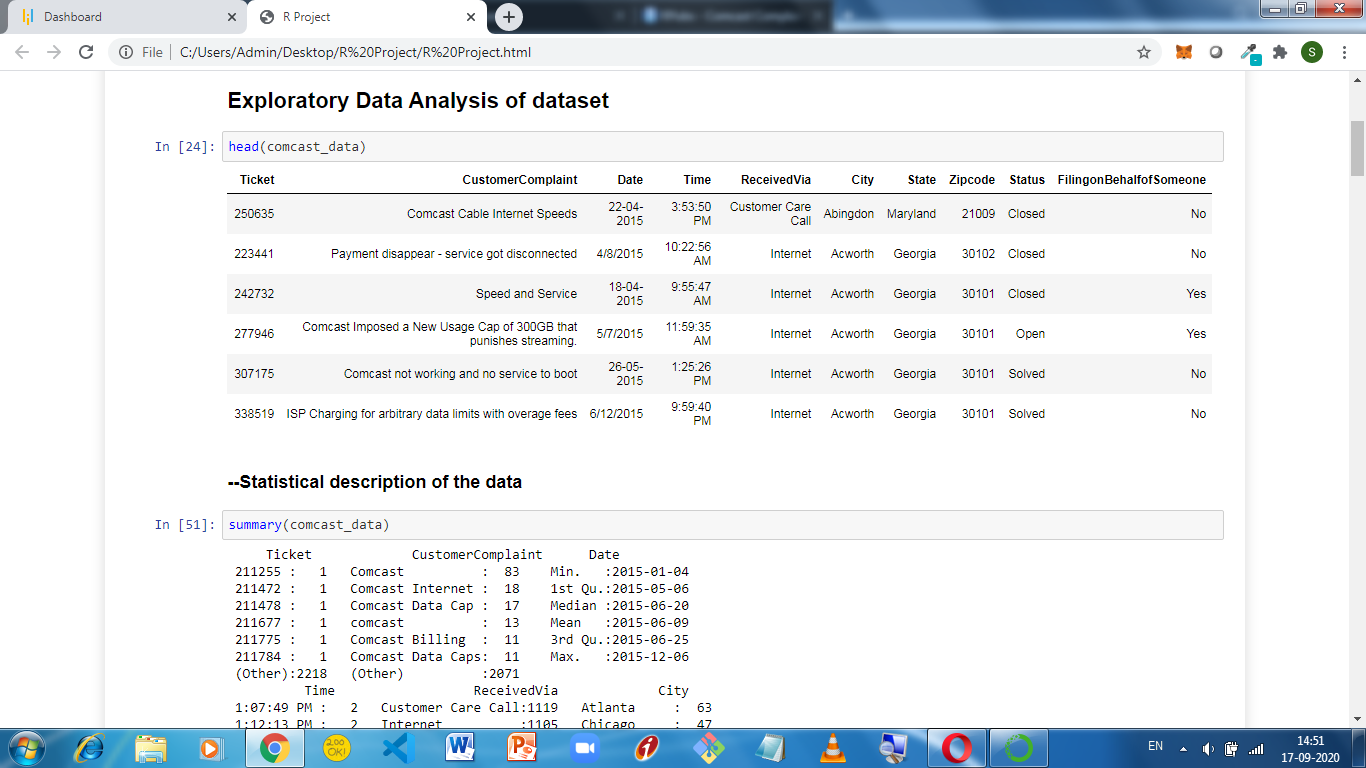 Dashboard
R Project
File
C:/Users/Admin/Desktop/R%20Project/R%20Project.html
S
Exploratory Data Analysis of dataset
In [24]: head(comcast_data)
Ticket CustomerComplaint Date Time ReceivedVia City State Zipcode Status FilingonBehalfofSomeone
250635 Comcast Cable Internet Speeds 22-04-2015 3:53:50 PM Customer Care Call Abingdon Maryland 21009 Closed No
223441 Payment disappear - service got disconnected 4/8/2015 10:22:56 AM Internet Acworth Georgia 30102 Closed No
242732 Speed and Service 18-04-2015 9:55:47 AM Internet Acworth Georgia 30101 Closed Yes
277946 Comcast Imposed a New Usage Cap of 300GB that punishes streaming. 5/7/2015 11:59:35 AM Internet Acworth Georgia 30101 Open Yes
307175 Comcast not working and no service to boot 26-05-2015 1:25:26 PM Internet Acworth Georgia 30101 Solved No
338519 ISP Charging for arbitrary data limits with overage fees 6/12/2015 9:59:40 PM Internet Acworth Georgia 30101 Solved No
--Statistical description of the data
In [51]: summary(comcast_data)
Ticket CustomerComplaint Date
211255 : 1 Comcast : 83 Min. :2015-01-04
211472 : 1 Comcast Internet : 18 1st Qu.:2015-05-06
211478 : 1 Comcast Data Cap : 17 Median :2015-06-20
211677 : 1 comcast : 13 Mean :2015-06-09
211775 : 1 Comcast Billing : 11 3rd Qu.:2015-06-25
211784 : 1 Comcast Data Caps: 11 Max. :2015-12-06
(Other):2218 (Other) :2071
Time ReceivedVia City
1:07:49 PM : 2 Customer Care Call:1119 Atlanta : 63
1:12:13 PM : 2 Internet :1105 Chicago : 47
200 OK!
EN
14:51
17-09-2020